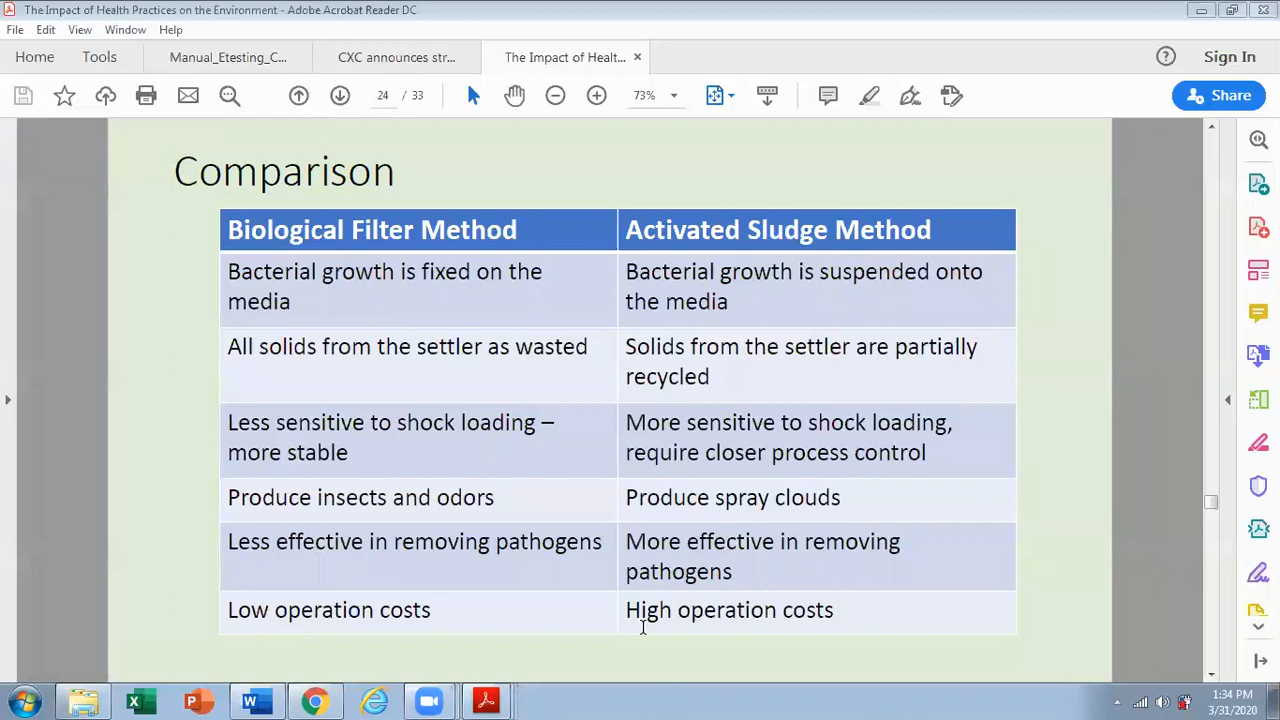 The Impact of Health Practices on the Environment - Adobe Acrobat Reader DC
File Edit View Window Help
Home Tools Manual_Etesting_C... CXC announces str... The Impact of Healt... ×
Sign In
24 / 33 73% Share
Comparison
Biological Filter Method Activated Sludge Method
Bacterial growth is fixed on the Bacterial growth is suspended onto
media the media
All solids from the settler as wasted Solids from the settler are partially
recycled
Less sensitive to shock loading – More sensitive to shock loading,
more stable require closer process control
Produce insects and odors Produce spray clouds
Less effective in removing pathogens More effective in removing
pathogens
Low operation costs High operation costs
1:34 PM
3/31/2020